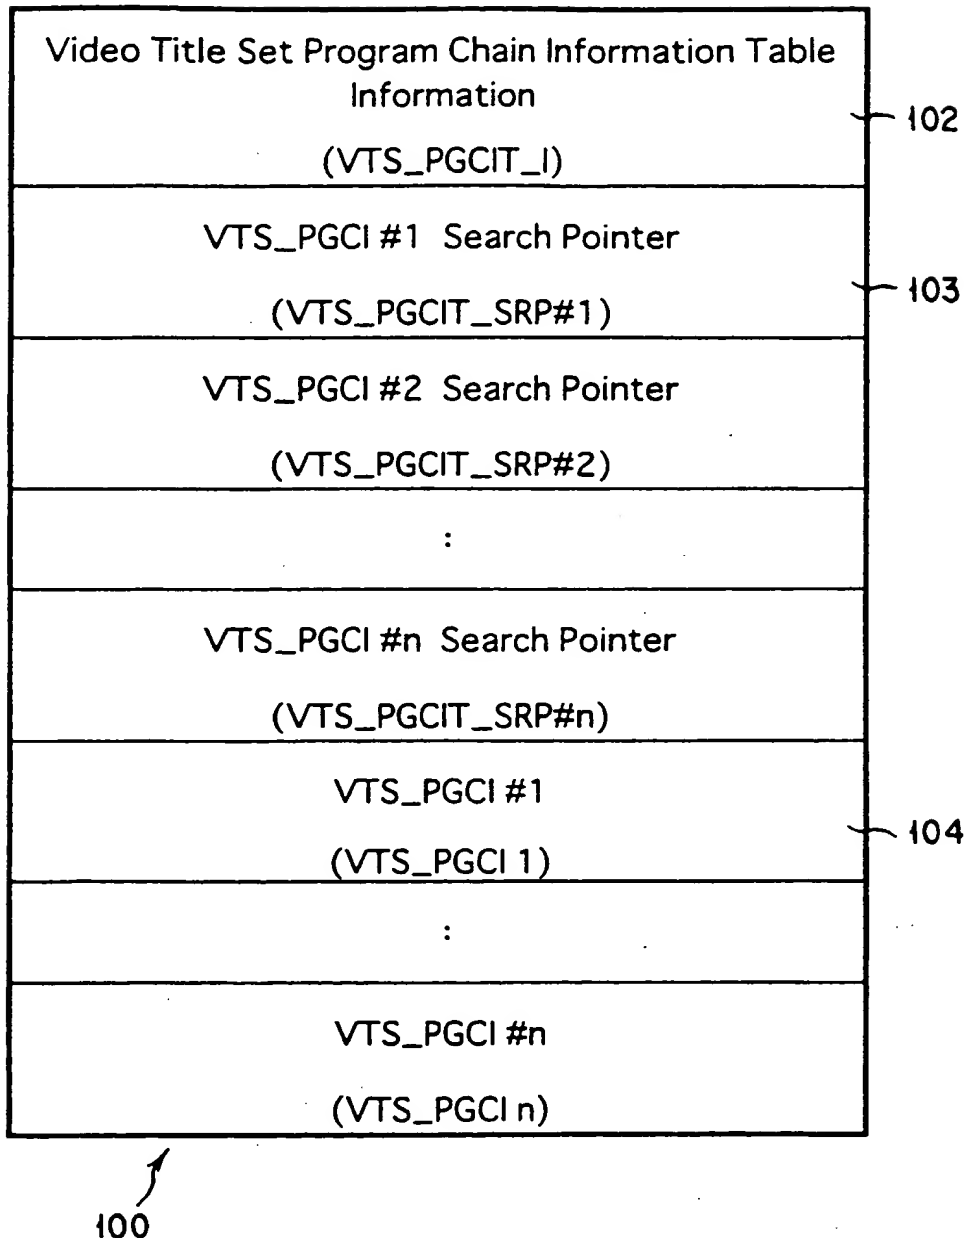 Video Title Set Program Chain Information Table
Information
(VTS_PGCIT_I)
102
VTS_PGCI #1 Search Pointer
(VTS_PGCIT_SRP#1)
103
VTS_PGCI #2 Search Pointer
(VTS_PGCIT_SRP#2)
:
VTS_PGCI #n Search Pointer
(VTS_PGCIT_SRP#n)
VTS_PGCI #1
(VTS_PGCI 1)
104
:
VTS_PGCI #n
(VTS_PGCI n)
100